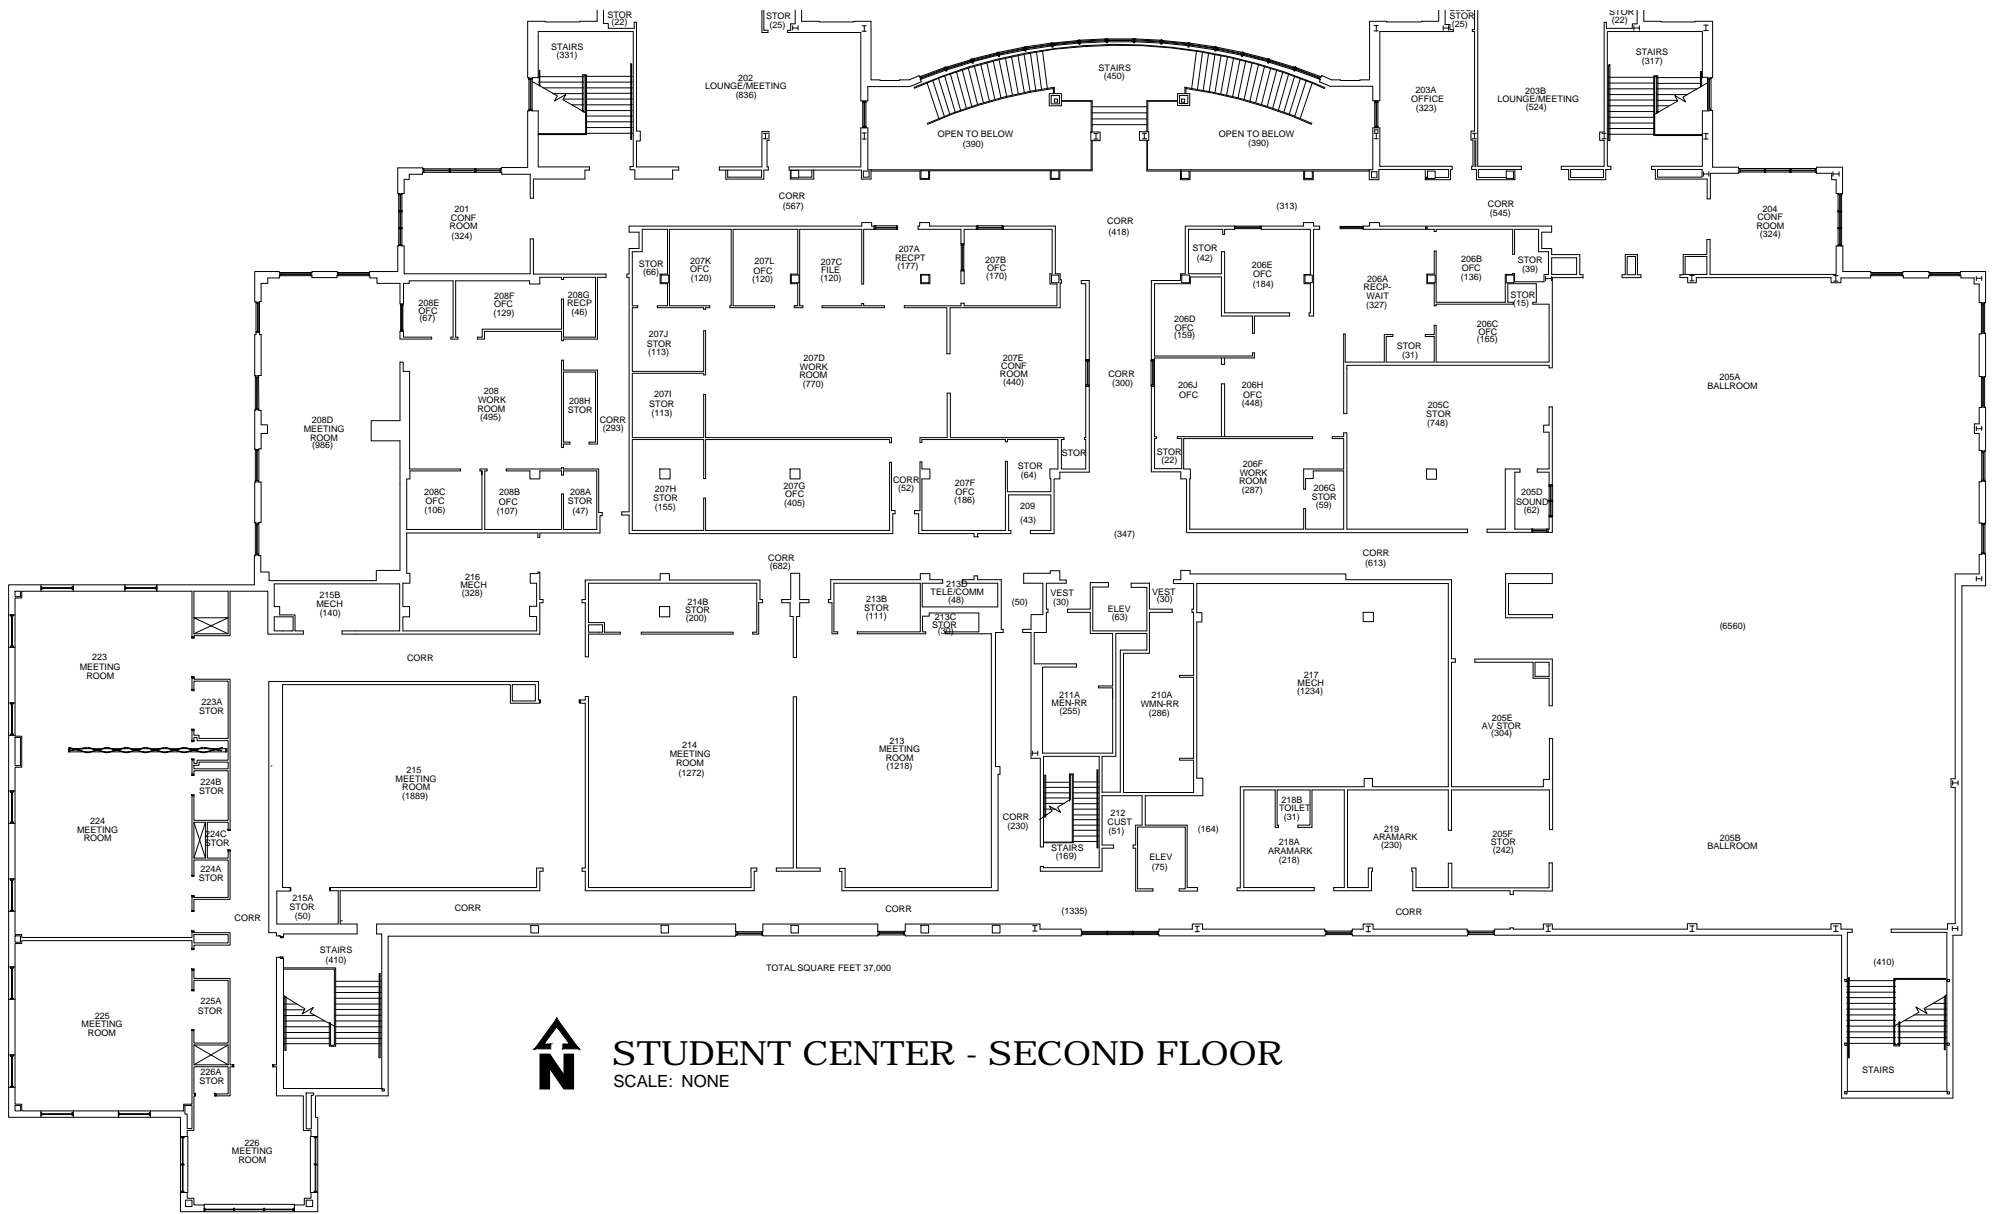 STOR
(22)
STOR
(25)
STOR
(25)
STOR
(22)
STAIRS
(331)
202
LOUNGE/MEETING
(836)
STAIRS
(450)
203A
OFFICE
(323)
203B
LOUNGE/MEETING
(524)
STAIRS
(317)
OPEN TO BELOW
(390)
OPEN TO BELOW
(390)
201
CONF
ROOM
(324)
CORR
(567)
CORR
(418)
(313)
CORR
(545)
204
CONF
ROOM
(324)
STOR
(66)
207K
OFC
(120)
207L
OFC
(120)
207C
FILE
(120)
207A
RECPT
(177)
207B
OFC
(170)
STOR
(42)
206E
OFC
(184)
206A
RECP-
WAIT
(327)
206B
OFC
(136)
STOR
(39)
STOR
(15)
208E
OFC
(67)
208F
OFC
(129)
208G
RECP
(46)
207J
STOR
(113)
207D
WORK
ROOM
(770)
207E
CONF
ROOM
(440)
206D
OFC
(159)
STOR
(31)
206C
OFC
(165)
208D
MEETING
ROOM
(986)
208
WORK
ROOM
(495)
208H
STOR
CORR
(293)
207I
STOR
(113)
CORR
(300)
206J
OFC
206H
OFC
(448)
205C
STOR
(748)
205A
BALLROOM
208C
OFC
(106)
208B
OFC
(107)
208A
STOR
(47)
207H
STOR
(155)
207G
OFC
(405)
CORR
(52)
207F
OFC
(186)
STOR
(64)
STOR
209
(43)
STOR
(22)
206F
WORK
ROOM
(287)
206G
STOR
(59)
205D
SOUND
(62)
(347)
CORR
(682)
CORR
(613)
215B
MECH
(140)
216
MECH
(328)
214B
STOR
(200)
213B
STOR
(111)
213D
TELE/COMM
(48)
213C
STOR
(30)
(50)
VEST
(30)
ELEV
(63)
VEST
(30)
(6560)
223
MEETING
ROOM
CORR
223A
STOR
211A
MEN-RR
(255)
210A
WMN-RR
(286)
217
MECH
(1234)
205E
AV STOR
(304)
215
MEETING
ROOM
(1889)
214
MEETING
ROOM
(1272)
213
MEETING
ROOM
(1218)
224
MEETING
ROOM
224B
STOR
224C
STOR
224A
STOR
CORR
(230)
STAIRS
(169)
212
CUST
(51)
ELEV
(75)
(164)
218B
TOILET
(31)
218A
ARAMARK
(218)
219
ARAMARK
(230)
205F
STOR
(242)
205B
BALLROOM
215A
STOR
(50)
CORR
CORR
CORR
(1335)
CORR
STAIRS
(410)
(410)
TOTAL SQUARE FEET 37,000
225
MEETING
ROOM
225A
STOR
226A
STOR
STAIRS
226
MEETING
ROOM
N
STUDENT CENTER - SECOND FLOOR
SCALE: NONE